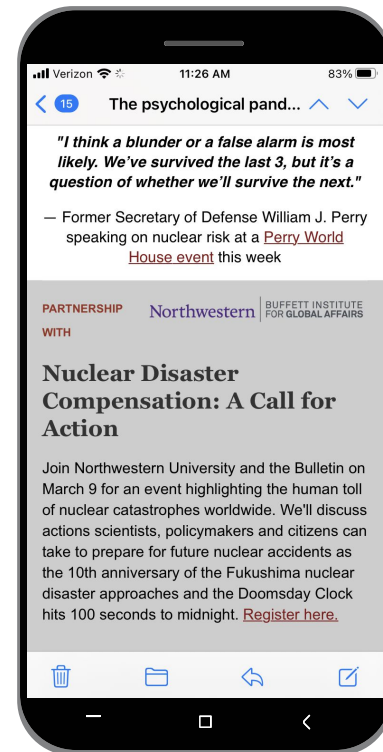 Verizon 11:26 AM 83%
15 The psychological pand...
"I think a blunder or a false alarm is most
likely. We've survived the last 3, but it's a
question of whether we'll survive the next."
— Former Secretary of Defense William J. Perry
speaking on nuclear risk at a Perry World
House event this week
PARTNERSHIP
WITH
Northwestern
BUFFETT INSTITUTE
FOR GLOBAL AFFAIRS
Nuclear Disaster
Compensation: A Call for
Action
Join Northwestern University and the Bulletin on
March 9 for an event highlighting the human toll
of nuclear catastrophes worldwide. We'll discuss
actions scientists, policymakers and citizens can
take to prepare for future nuclear accidents as
the 10th anniversary of the Fukushima nuclear
disaster approaches and the Doomsday Clock
hits 100 seconds to midnight. Register here.